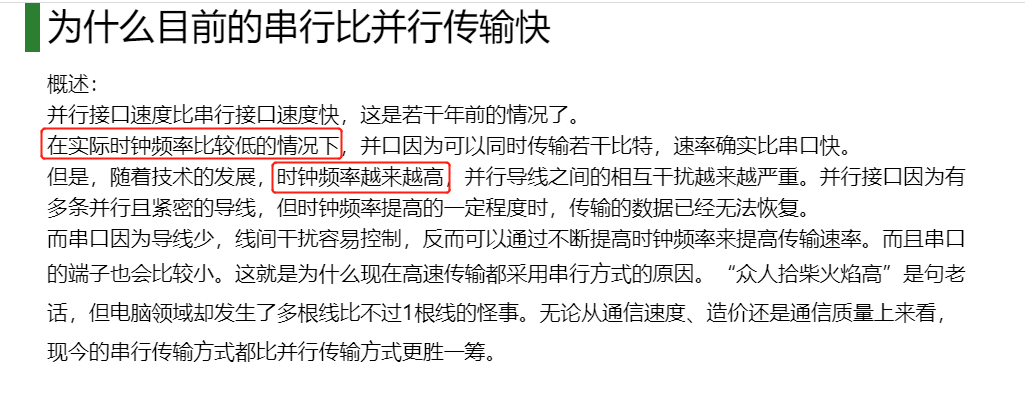 为什么目前的串行比并行传输快
概述：
并行接口速度比串行接口速度快，这是若干年前的情况了。
在实际时钟频率比较低的情况下，并口因为可以同时传输若干比特，速率确实比串口快。
但是，随着技术的发展，时钟频率越来越高，并行导线之间的相互干扰越来越严重。并行接口因为有
多条并行且紧密的导线，但时钟频率提高的一定程度时，传输的数据已经无法恢复。
而串口因为导线少，线间干扰容易控制，反而可以通过不断提高时钟频率来提高传输速率。而且串口
的端子也会比较小。这就是为什么现在高速传输都采用串行方式的原因。“众人拾柴火焰高”是句老
话，但电脑领域却发生了多根线比不过1根线的怪事。无论从通信速度、造价还是通信质量上来看，
现今的串行传输方式都比并行传输方式更胜一筹。